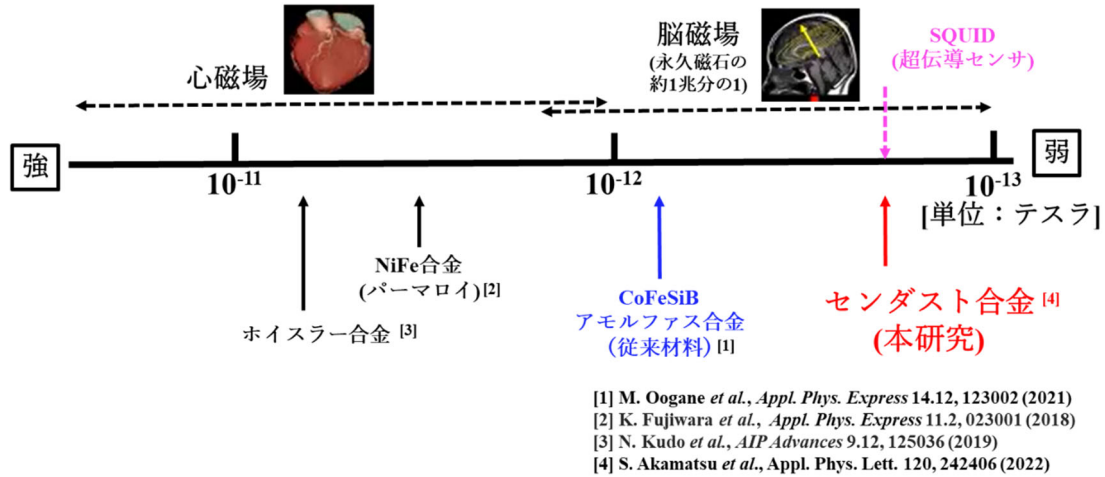 心磁場
脳磁場
(永久磁石の
約1兆分の1)
SQUID
(超伝導センサ)
強
弱
10-11
10-12
10-13
[単位：テスラ]
NiFe合金
(パーマロイ)[2]
ホイスラー合金 [3]
CoFeSiB
アモルファス合金
（従来材料）[1]
センダスト合金 [4]
(本研究)
[1] M. Oogane et al., Appl. Phys. Express 14.12, 123002 (2021)
[2] K. Fujiwara et al., Appl. Phys. Express 11.2, 023001 (2018)
[3] N. Kudo et al., AIP Advances 9.12, 125036 (2019)
[4] S. Akamatsu et al., Appl. Phys. Lett. 120, 242406 (2022)